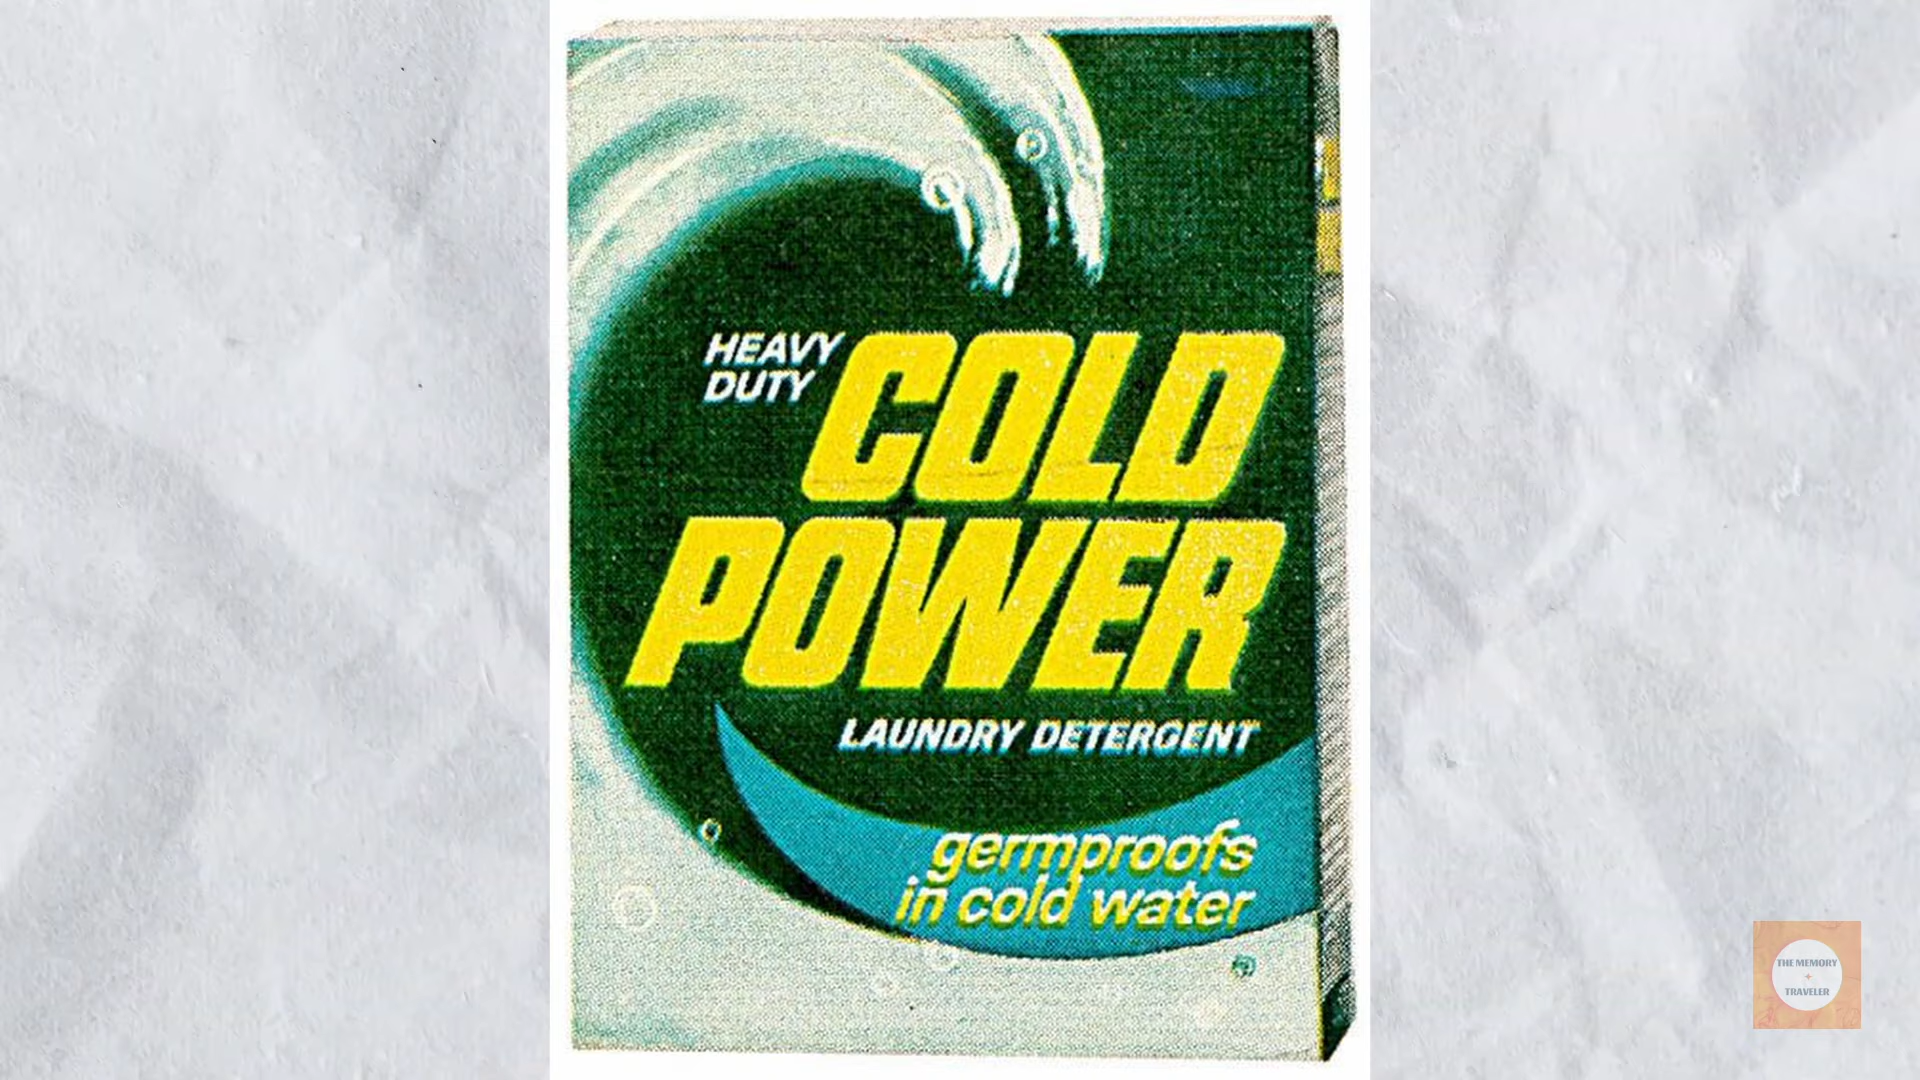 HEAVY
DUTY
COLD
POWER
LAUNDRY DETERGENT
germproofs
in cold water
THE MEMORY
TRAVELER